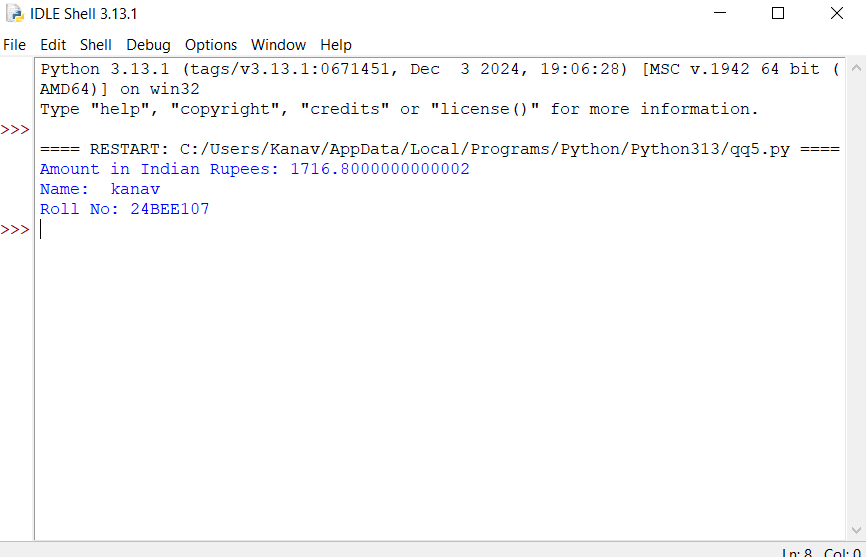 IDLE Shell 3.13.1
File Edit Shell Debug Options Window Help
Python 3.13.1 (tags/v3.13.1:0671451, Dec  3 2024, 19:06:28) [MSC v.1942 64 bit (
AMD64)] on win32
Type "help", "copyright", "credits" or "license()" for more information.
>>>
==== RESTART: C:/Users/Kanav/AppData/Local/Programs/Python/Python313/qq5.py ====
Amount in Indian Rupees: 1716.8000000000002
Name:  kanav
Roll No: 24BEE107
>>>
Ln: 8 Col: 0